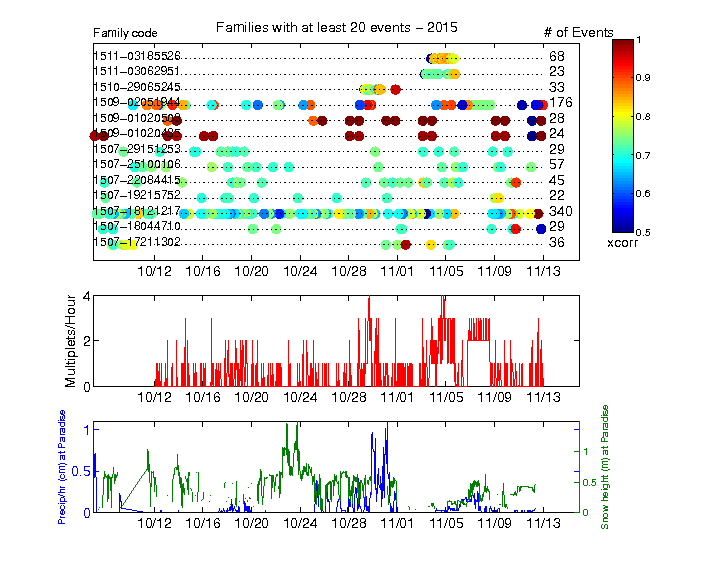 Families with at least 20 events – 2015
Family code
# of Events
1511–03185526 68
1511–03062951 23
1510–29065245 33
1509–02051944 176
1509–01020508 28
1509–01020485 24
1507–29151253 29
1507–25100106 57
1507–22084415 45
1507–19215752 22
1507–18121217 340
1507–18044710 29
1507–17211302 36
10/12 10/16 10/20 10/24 10/28 11/01 11/05 11/09 11/13
1
0.9
0.8
0.7
0.6
0.5
xcorr
Multiplets/Hour
4
2
0
10/12 10/16 10/20 10/24 10/28 11/01 11/05 11/09 11/13
Precip/hr (cm) at Paradise
1
0.5
0
1
0.5
0
Snow height (m) at Paradise
10/12 10/16 10/20 10/24 10/28 11/01 11/05 11/09 11/13